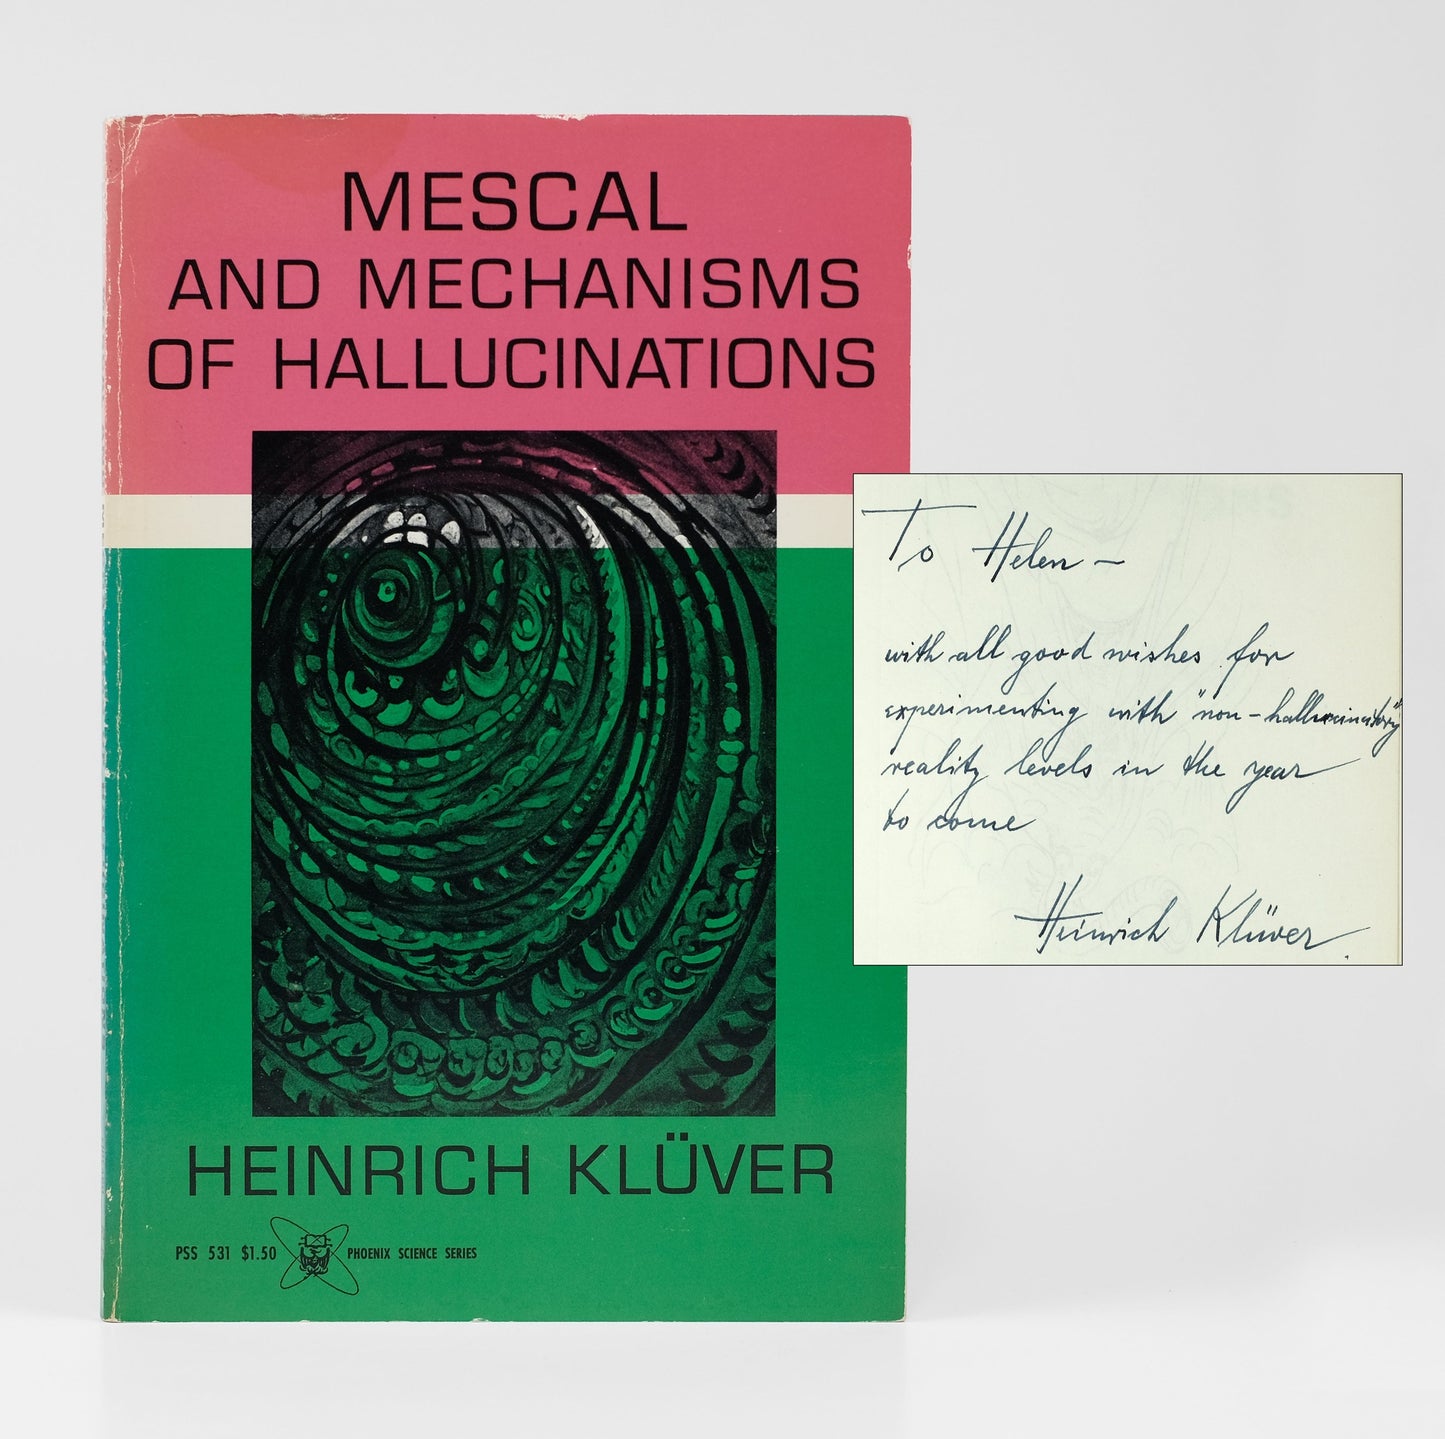 MESCAL
AND MECHANISMS
OF HALLUCINATIONS
HEINRICH KLÜVER
PSS 531 $1.50 PHOENIX SCIENCE SERIES
To Helen –
with all good wishes for
experimenting with "non-hallucinatory"
reality levels in the year
to come
Heinrich Klüver.